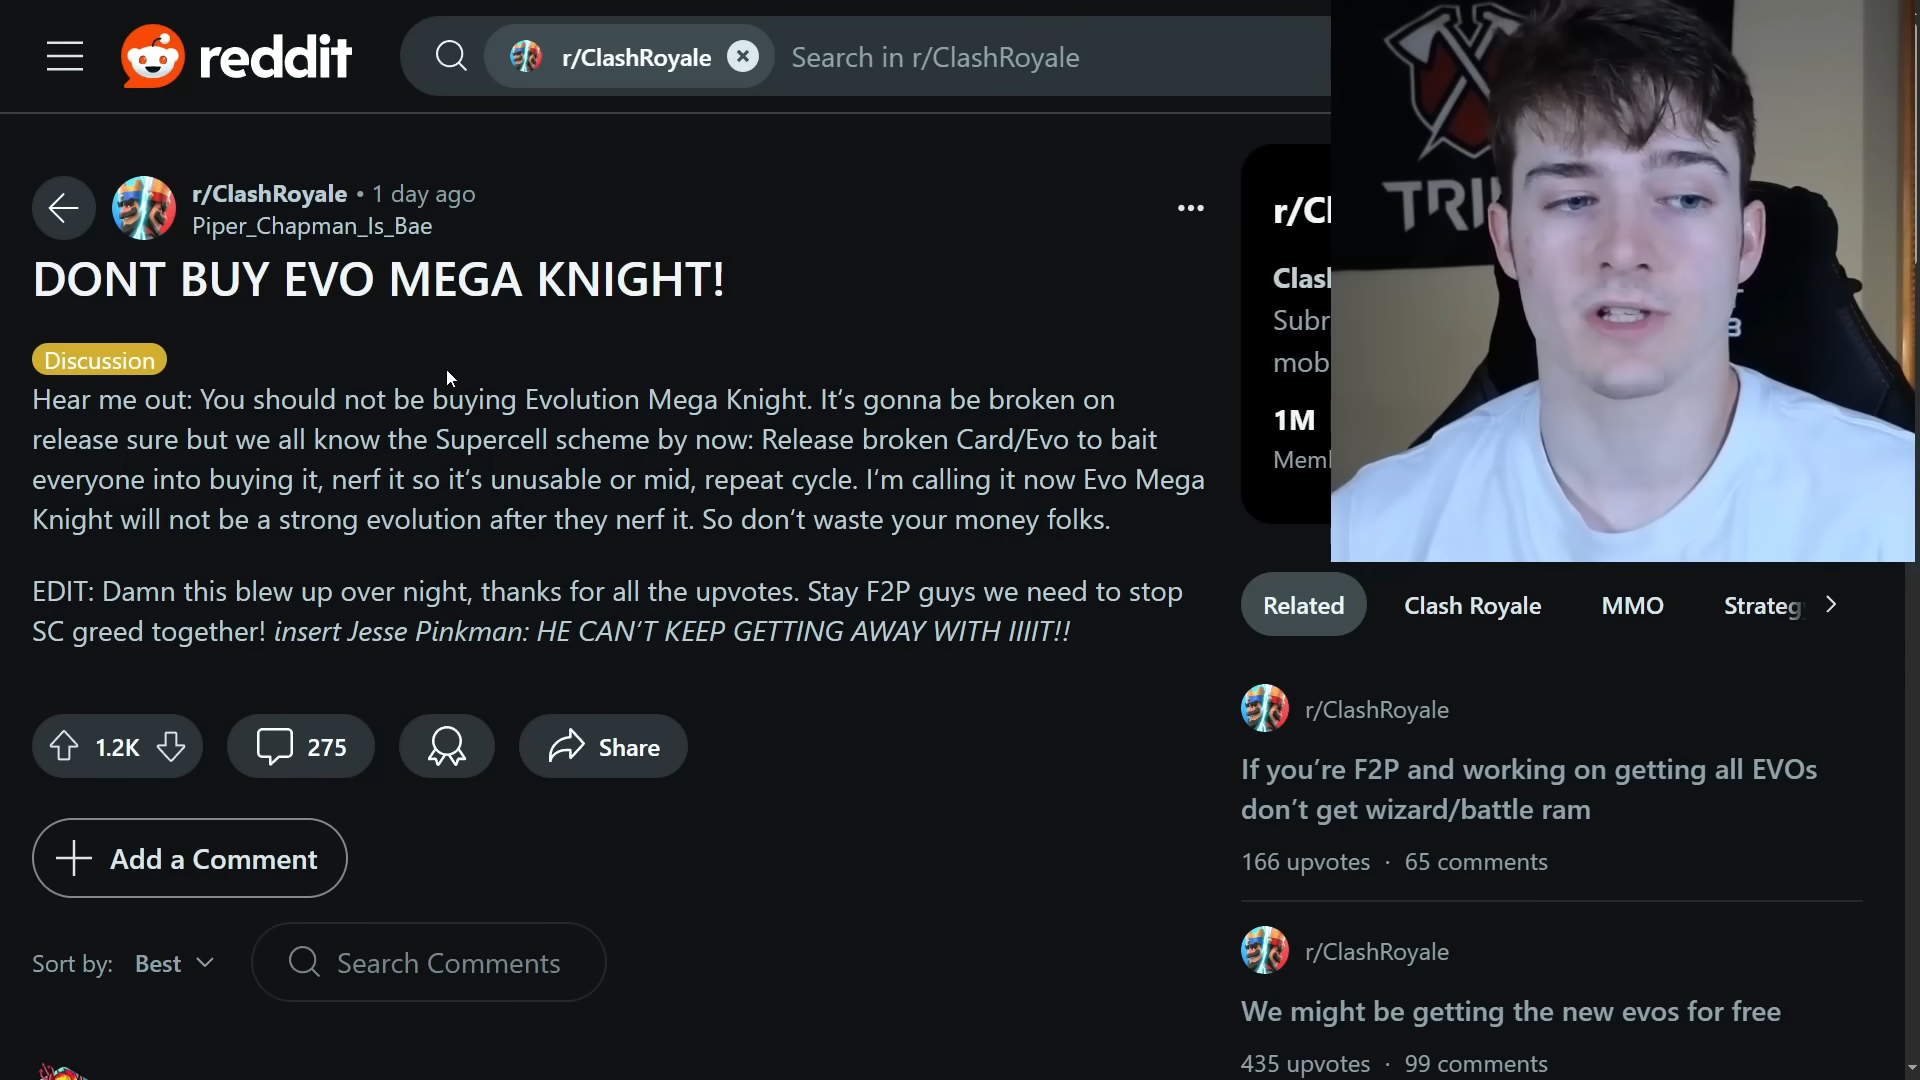 reddit
r/ClashRoyale
Search in r/ClashRoyale
r/ClashRoyale • 1 day ago
Piper_Chapman_Is_Bae
DONT BUY EVO MEGA KNIGHT!
Discussion
Hear me out: You should not be buying Evolution Mega Knight. It's gonna be broken on
release sure but we all know the Supercell scheme by now: Release broken Card/Evo to bait
everyone into buying it, nerf it so it's unusable or mid, repeat cycle. I'm calling it now Evo Mega
Knight will not be a strong evolution after they nerf it. So don't waste your money folks.
EDIT: Damn this blew up over night, thanks for all the upvotes. Stay F2P guys we need to stop
SC greed together! insert Jesse Pinkman: HE CAN'T KEEP GETTING AWAY WITH IIIIT!!
1.2K
275
Share
Add a Comment
Sort by: Best
Search Comments
r/Cl
Clas
Subr
mob
1M
Mem
TRI
Related
Clash Royale
MMO
Strateg
r/ClashRoyale
If you're F2P and working on getting all EVOs
don't get wizard/battle ram
166 upvotes · 65 comments
r/ClashRoyale
We might be getting the new evos for free
435 upvotes · 99 comments